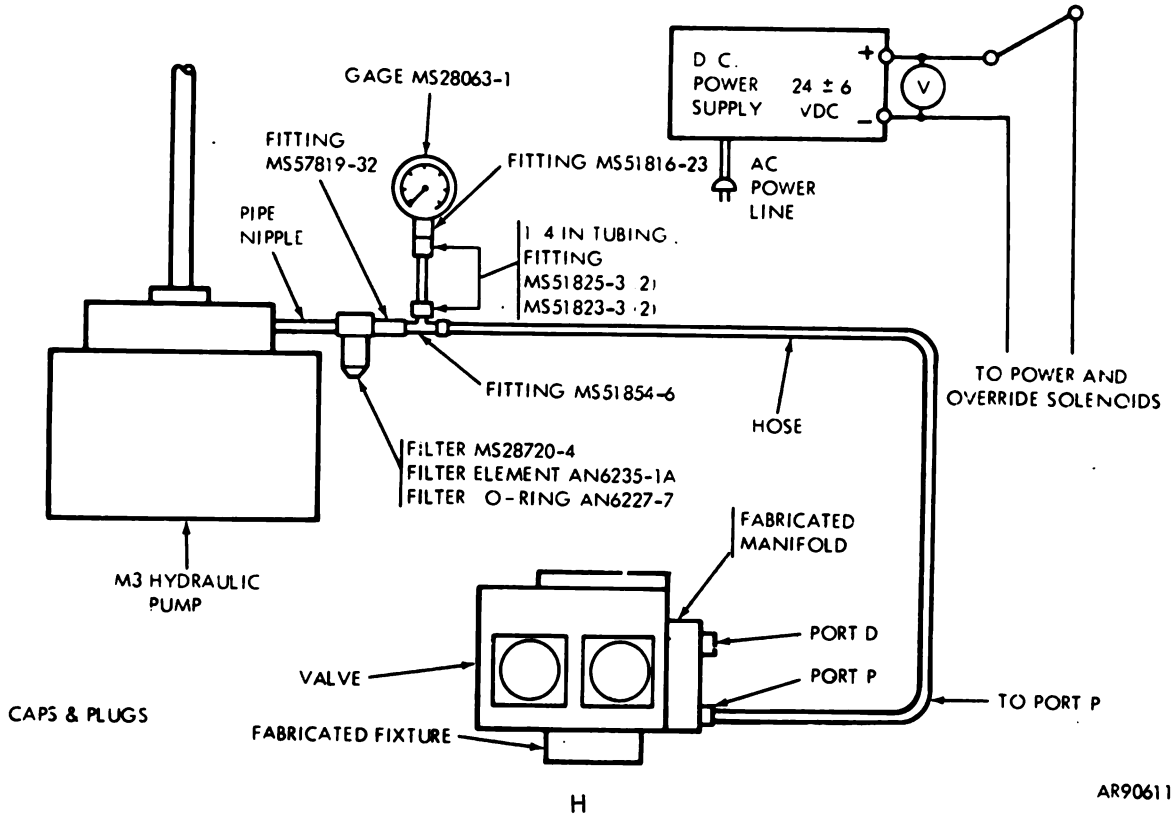 GAGE MS28063-1
FITTING
MS57819-32
FITTING MS51816-23
PIPE
NIPPLE
1 4 IN TUBING.
FITTING
MS51825-3 2)
MS51823-3 2)
D C.
POWER
SUPPLY
24 ± 6
VDC
+
−
V
AC
POWER
LINE
TO POWER AND
OVERRIDE SOLENOIDS
FITTING MS51854-6
HOSE
FILTER MS28720-4
FILTER ELEMENT AN6235-1A
FILTER O-RING AN6227-7
M3 HYDRAULIC
PUMP
FABRICATED
MANIFOLD
PORT D
PORT P
VALVE
TO PORT P
CAPS & PLUGS
FABRICATED FIXTURE
H
AR90611